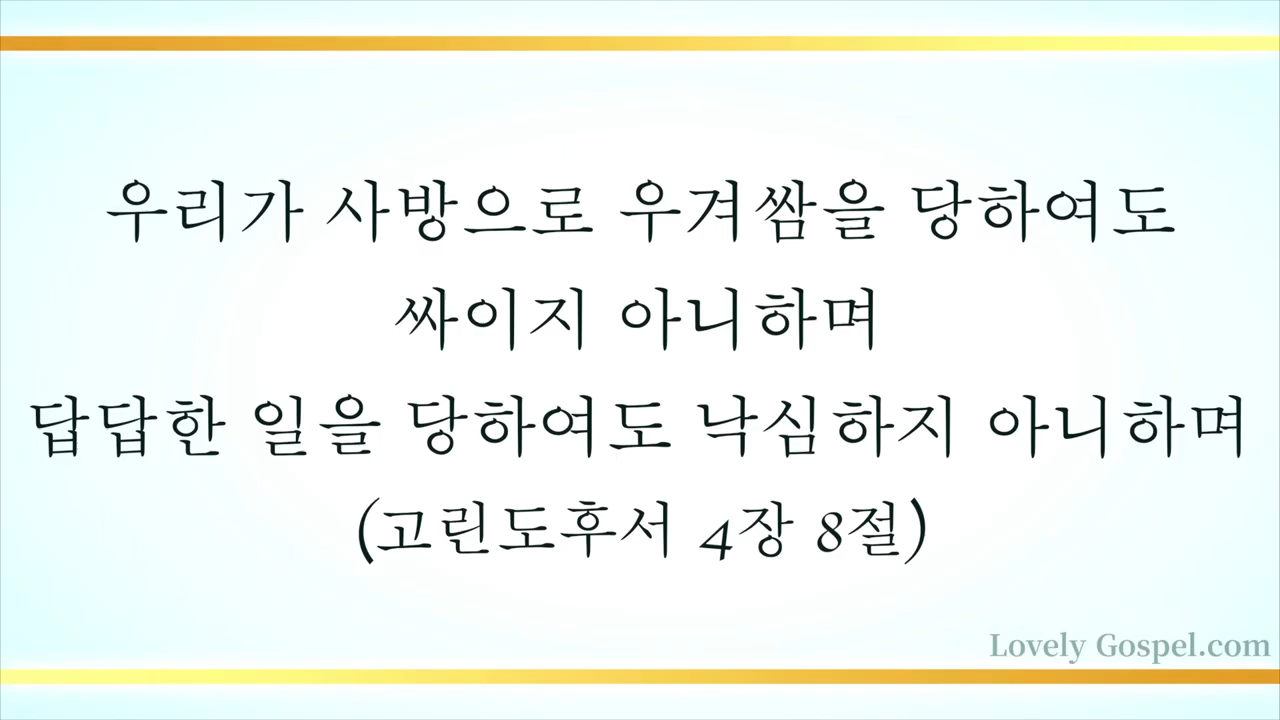 우리가 사방으로 우겨쌈을 당하여도
싸이지 아니하며
답답한 일을 당하여도 낙심하지 아니하며
(고린도후서 4장 8절)
Lovely Gospel.com